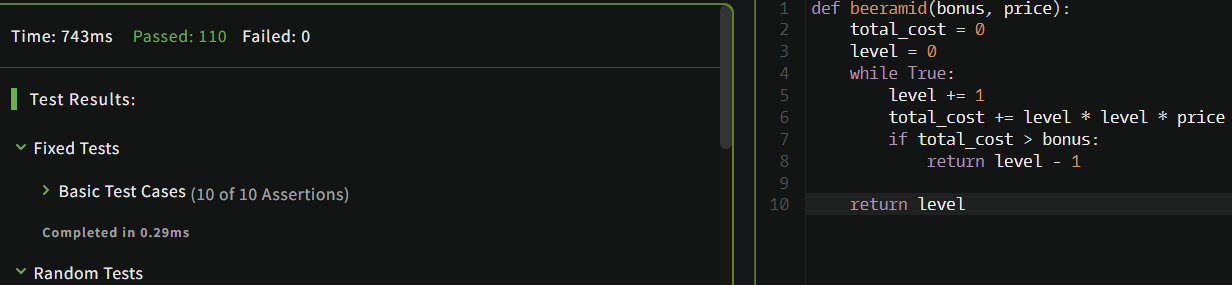 Time: 743ms Passed: 110 Failed: 0
Test Results:
Fixed Tests
Basic Test Cases (10 of 10 Assertions)
Completed in 0.29ms
Random Tests
1 def beeramid(bonus, price):
2     total_cost = 0
3     level = 0
4     while True:
5         level += 1
6         total_cost += level * level * price
7         if total_cost > bonus:
8             return level - 1
9
10     return level